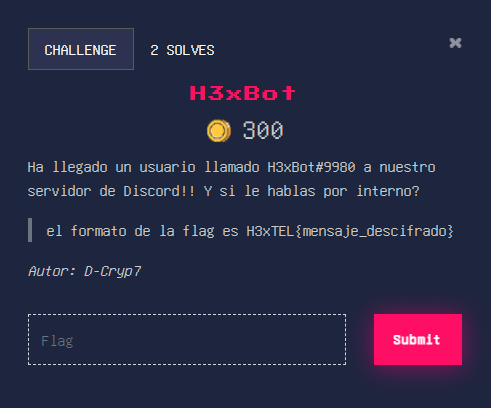 CHALLENGE 2 SOLVES ×
H3xBot
300
Ha llegado un usuario llamado H3xBot#9980 a nuestro
servidor de Discord!! Y si le hablas por interno?
el formato de la flag es H3xTEL{mensaje_descifrado}
Autor: D-Cryp7
Flag Submit